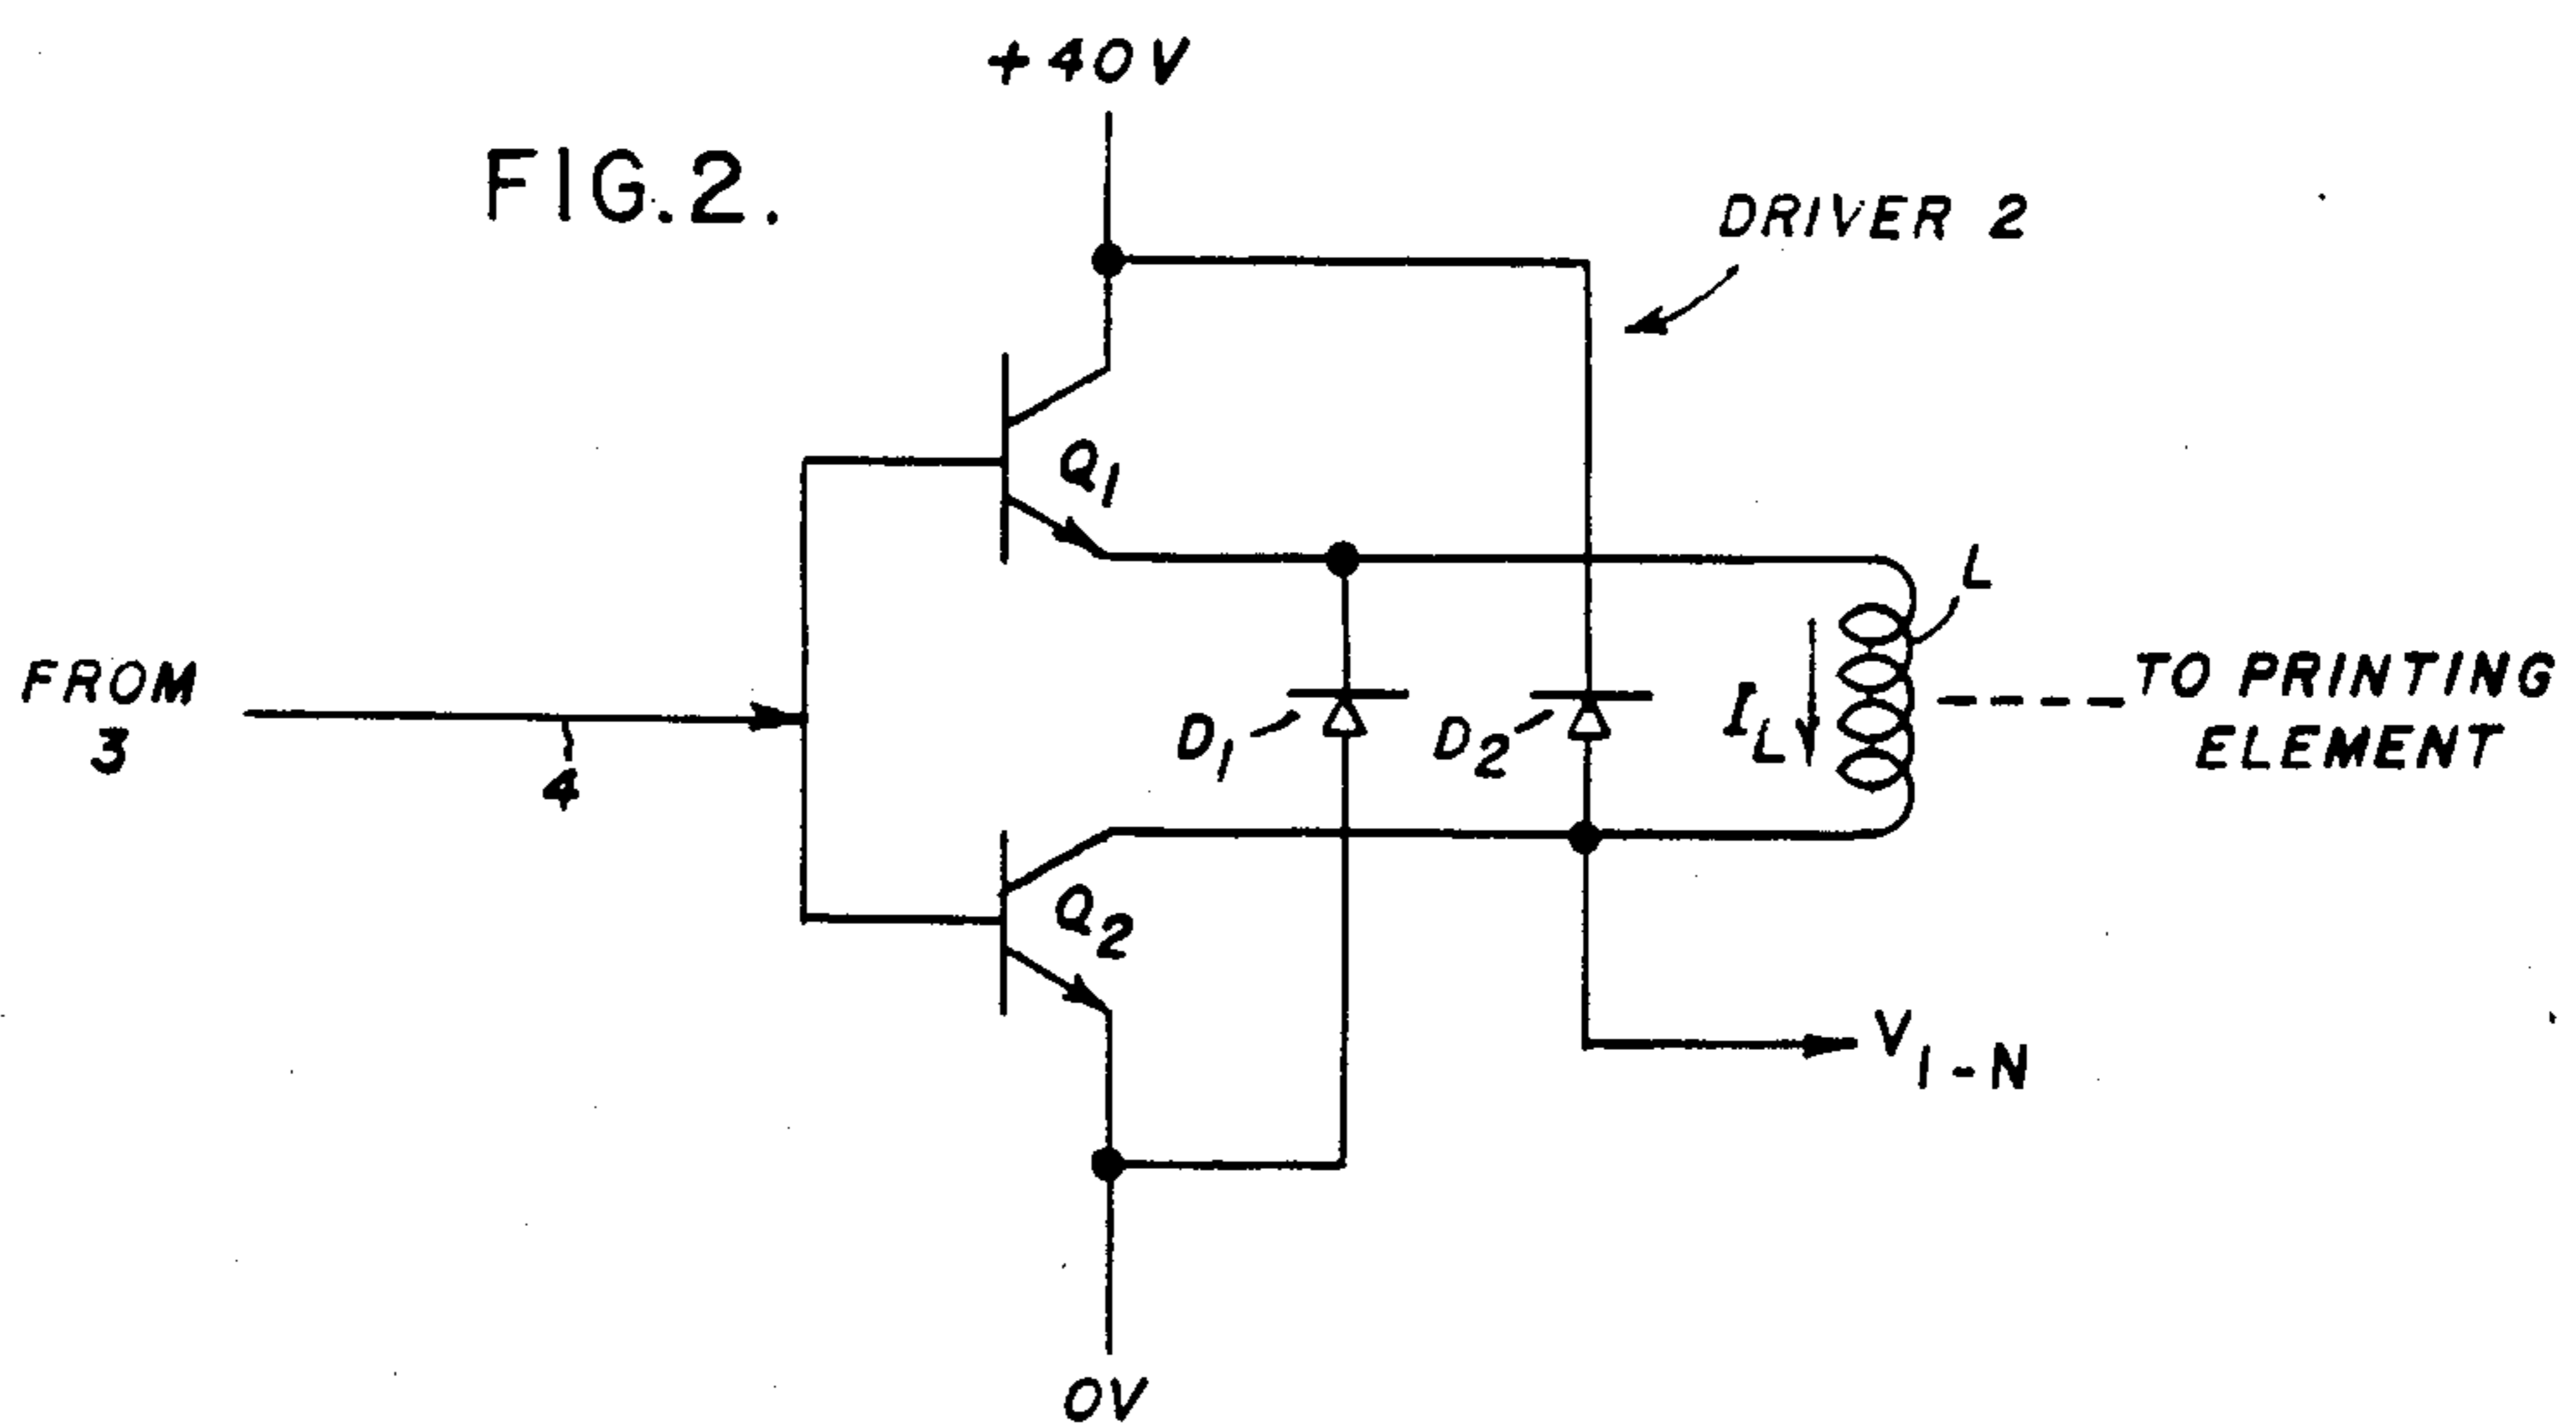 +40V
FIG.2.
DRIVER 2
Q1
L
FROM
3
4
D1
D2
IL
TO PRINTING
ELEMENT
Q2
V1-N
0V